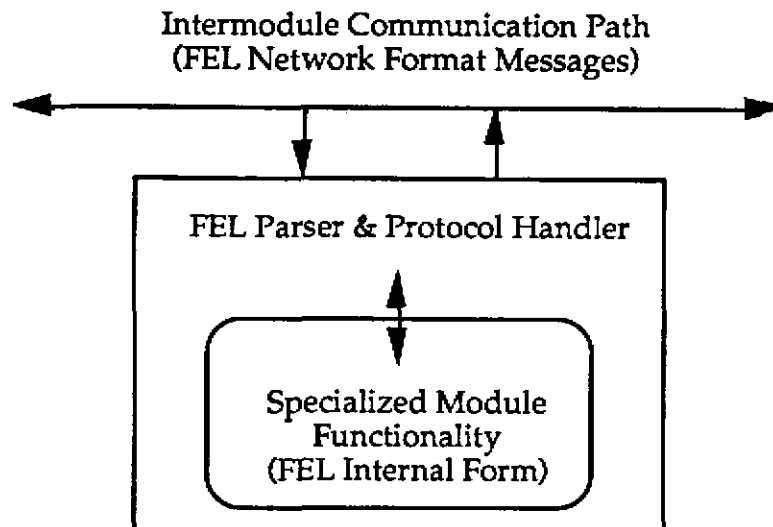 Intermodule Communication Path
(FEL Network Format Messages)
FEL Parser & Protocol Handler
Specialized Module
Functionality
(FEL Internal Form)